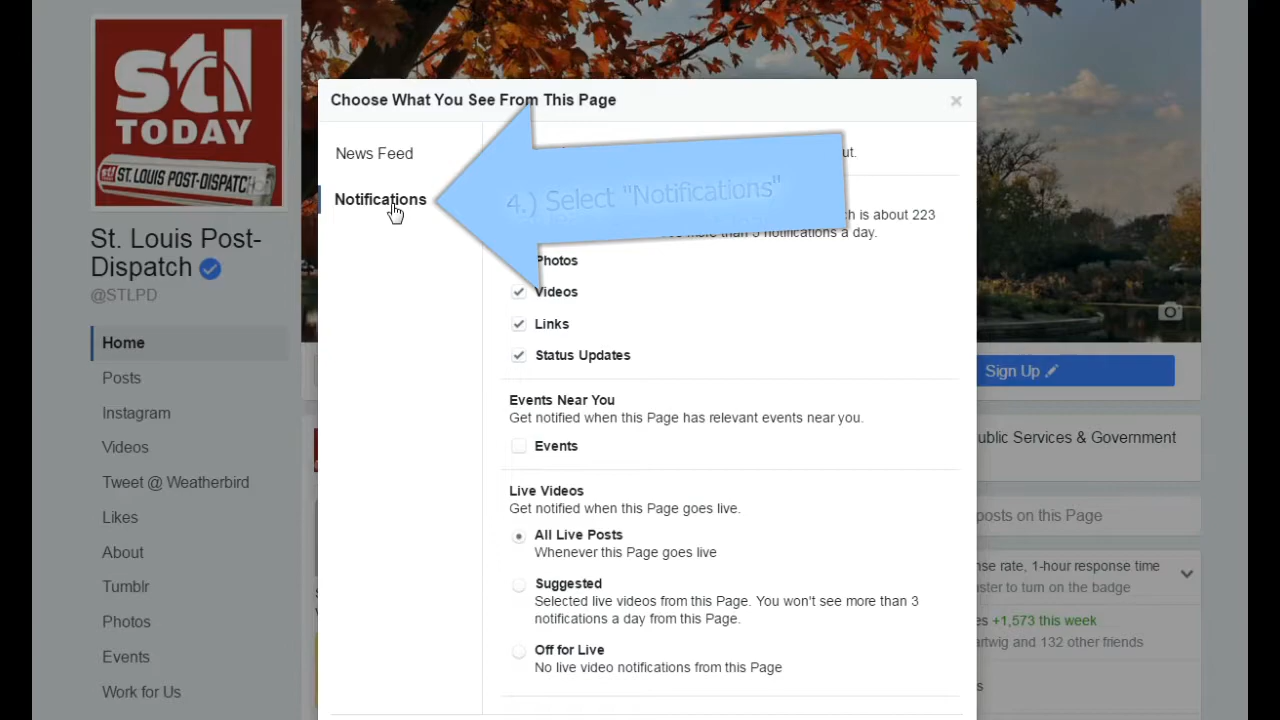 stl
TODAY
stl ST. LOUIS POST-DISPATCH
St. Louis Post-
Dispatch
@STLPD
Home
Posts
Instagram
Videos
Tweet @ Weatherbird
Likes
About
Tumblr
Photos
Events
Work for Us
Choose What You See From This Page
News Feed
Notifications
4.) Select "Notifications"
out.
ch is about 223
more than 5 notifications a day.
Photos
Videos
Links
Status Updates
Events Near You
Get notified when this Page has relevant events near you.
Events
Live Videos
Get notified when this Page goes live.
All Live Posts
Whenever this Page goes live
Suggested
Selected live videos from this Page. You won't see more than 3
notifications a day from this Page.
Off for Live
No live video notifications from this Page
Sign Up
ublic Services & Government
posts on this Page
nse rate, 1-hour response time
ster to turn on the badge
es +1,573 this week
artwig and 132 other friends
s